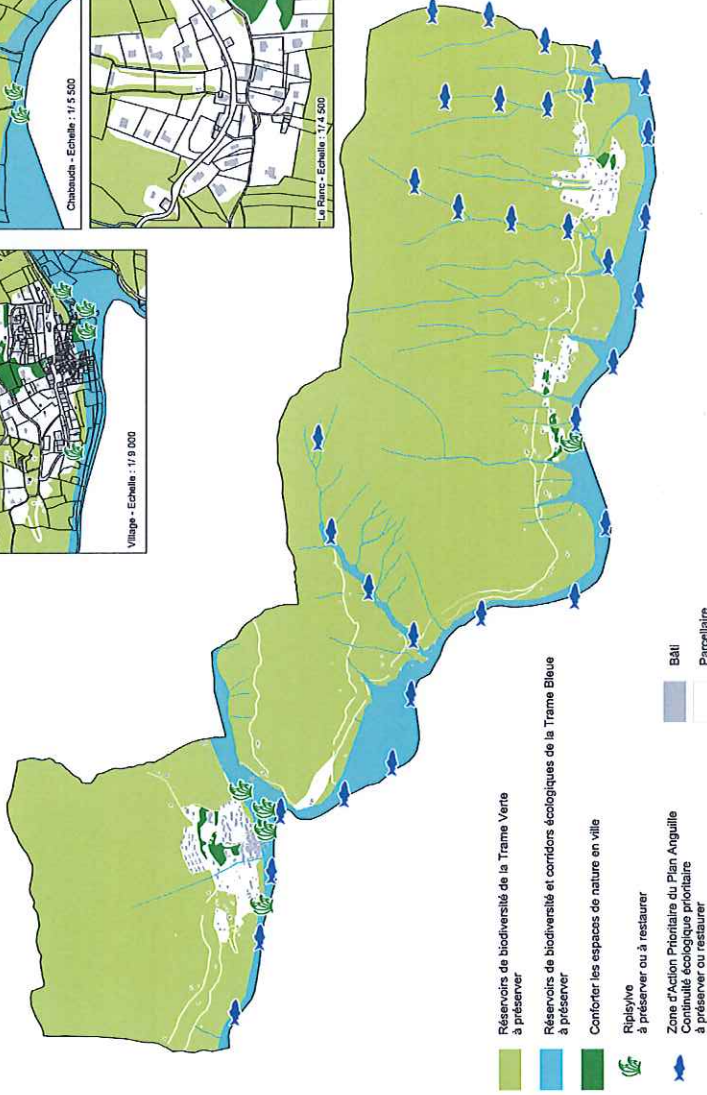 Chabauds - Echelle : 1/ 5 500
Le Ranc - Echelle : 1/ 4 500
Village - Echelle : 1/ 9 000
Réservoirs de biodiversité de la Trame Verte
à préserver
Réservoirs de biodiversité et corridors écologiques de la Trame Bleue
à préserver
Conforter les espaces de nature en ville
Ripisylve
à préserver ou à restaurer
Zone d'Action Prioritaire du Plan Anguille
Continuité écologique prioritaire
à préserver ou restaurer
Bâti
Parcellaire